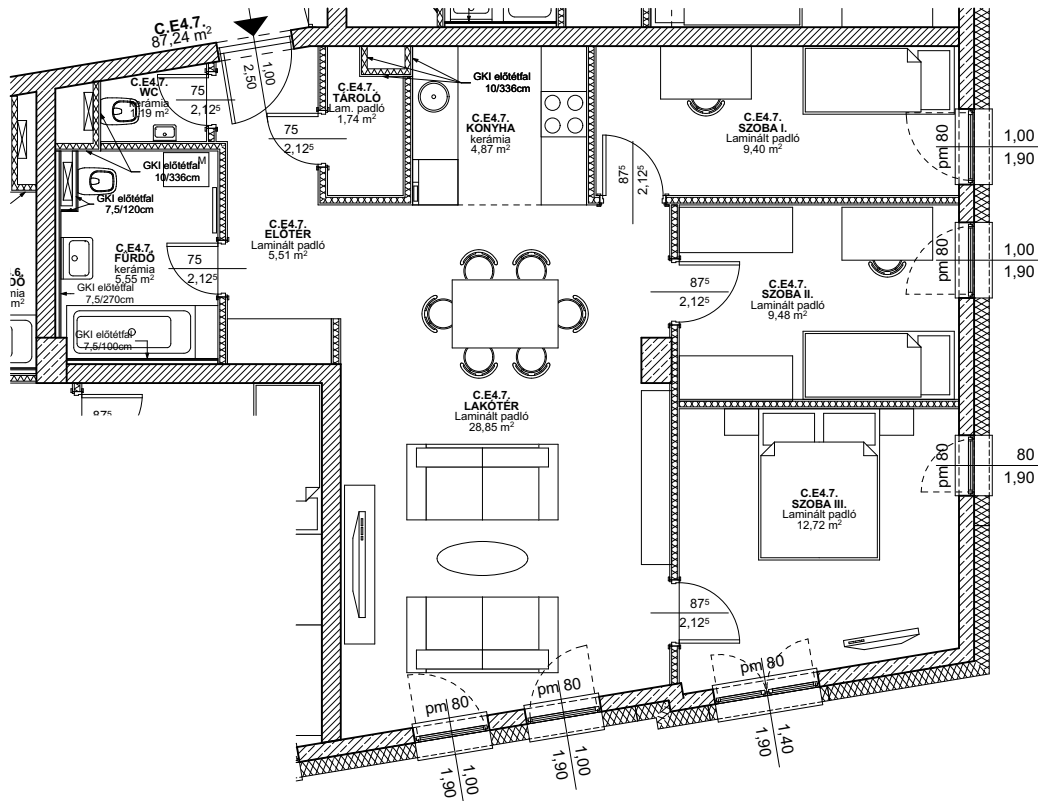 C.E4.7.
87,24 m²
1,00
2,50
C.E4.7.
WC
kerámia
1,19 m²
75
2,12⁵
C.E4.7.
TÁROLÓ
Lam. padló
1,74 m²
75
2,12⁵
GKI előtétfal
10/336cm
C.E4.7.
KONYHA
kerámia
4,87 m²
C.E4.7.
SZOBA I.
Laminált padló
9,40 m²
pm 80
1,00
1,90
87⁵
2,12⁵
GKI előtétfal
10/336cm
M
GKI előtétfal
7,5/120cm
C.E4.7.
ELŐTÉR
Laminált padló
5,51 m²
C.E4.7.
FÜRDŐ
kerámia
5,55 m²
75
2,12⁵
GKI előtétfal
7,5/270cm
GKI előtétfal
7,5/100cm
m²
87⁵
2,12⁵
C.E4.7.
SZOBA II.
Laminált padló
9,48 m²
pm 80
1,00
1,90
87⁵
C.E4.7.
LAKÓTÉR
Laminált padló
28,85 m²
pm 80
80
1,90
C.E4.7.
SZOBA III.
Laminált padló
12,72 m²
87⁵
2,12⁵
pm 80
1,00
1,90
pm 80
1,00
1,90
pm 80
1,40
1,90